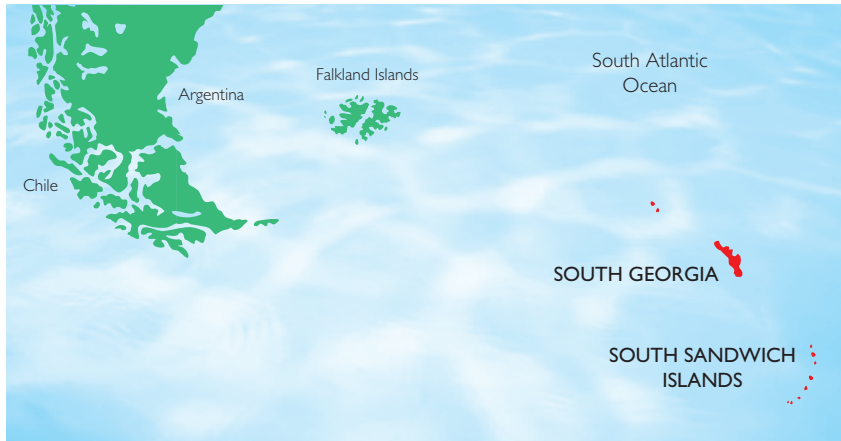 South Atlantic
Ocean
Falkland Islands
Argentina
Chile
SOUTH GEORGIA
SOUTH SANDWICH
ISLANDS